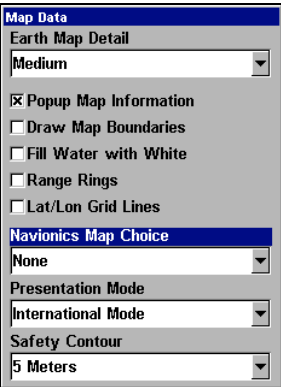 Map Data
Earth Map Detail
Medium
Popup Map Information
Draw Map Boundaries
Fill Water with White
Range Rings
Lat/Lon Grid Lines
Navionics Map Choice
None
Presentation Mode
International Mode
Safety Contour
5 Meters